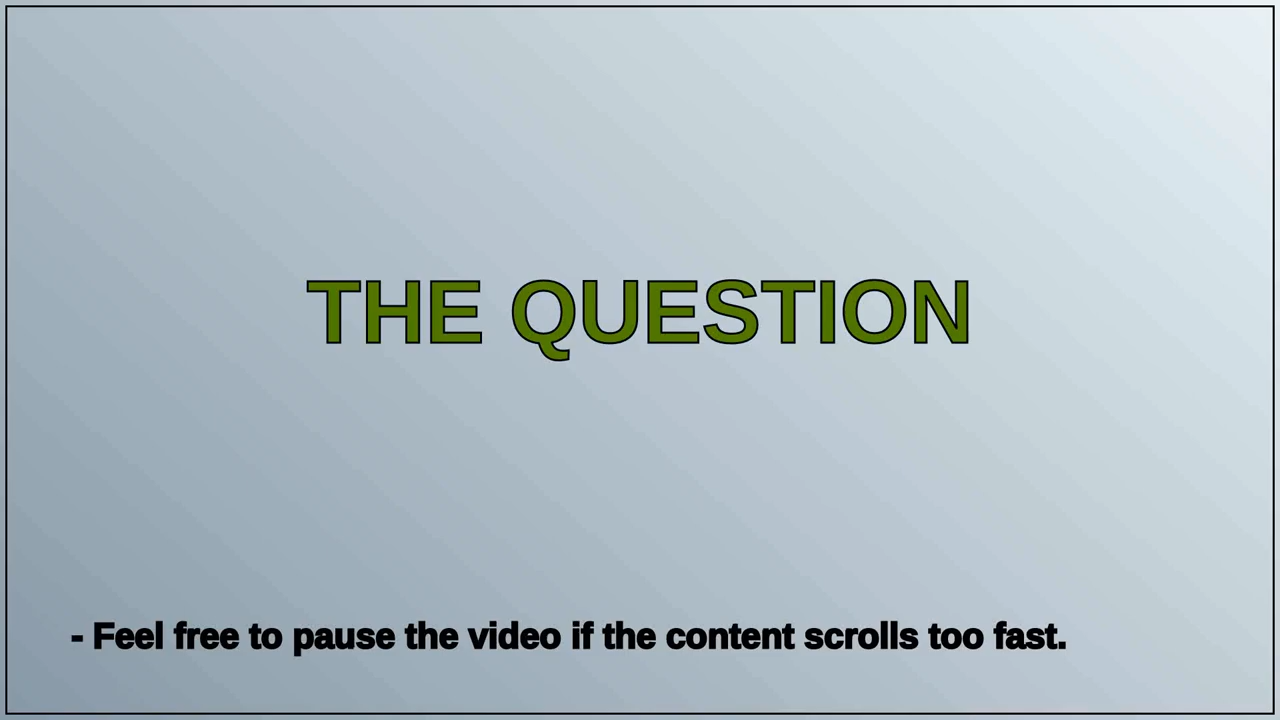 THE QUESTION
- Feel free to pause the video if the content scrolls too fast.